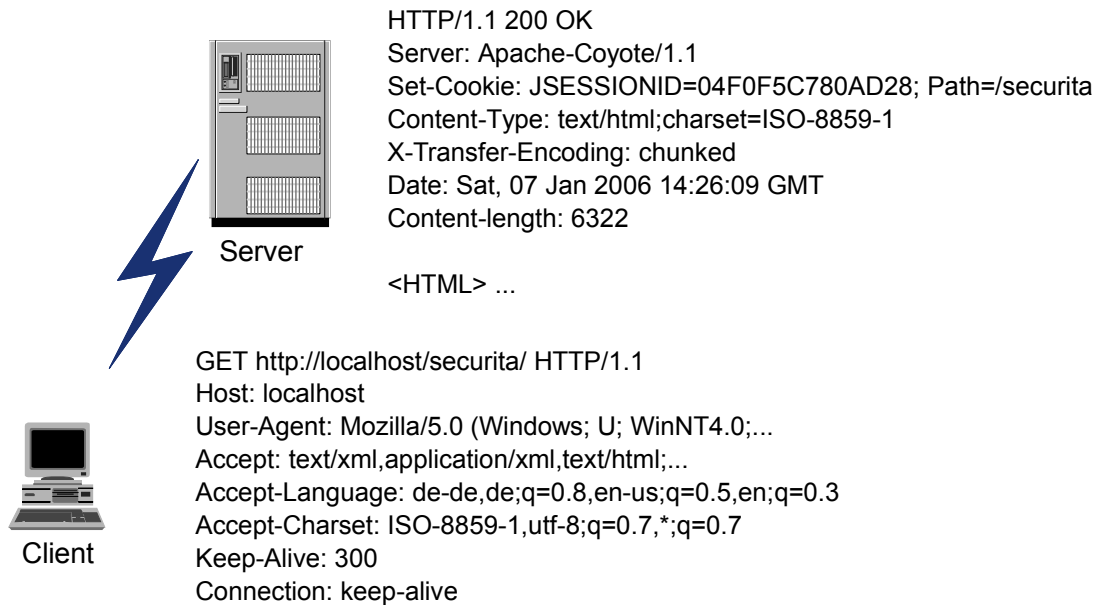 HTTP/1.1 200 OK
Server: Apache-Coyote/1.1
Set-Cookie: JSESSIONID=04F0F5C780AD28; Path=/securita
Content-Type: text/html;charset=ISO-8859-1
X-Transfer-Encoding: chunked
Date: Sat, 07 Jan 2006 14:26:09 GMT
Content-length: 6322
<HTML> ...
Server
GET http://localhost/securita/ HTTP/1.1
Host: localhost
User-Agent: Mozilla/5.0 (Windows; U; WinNT4.0;...
Accept: text/xml,application/xml,text/html;...
Accept-Language: de-de,de;q=0.8,en-us;q=0.5,en;q=0.3
Accept-Charset: ISO-8859-1,utf-8;q=0.7,*;q=0.7
Keep-Alive: 300
Connection: keep-alive
Client